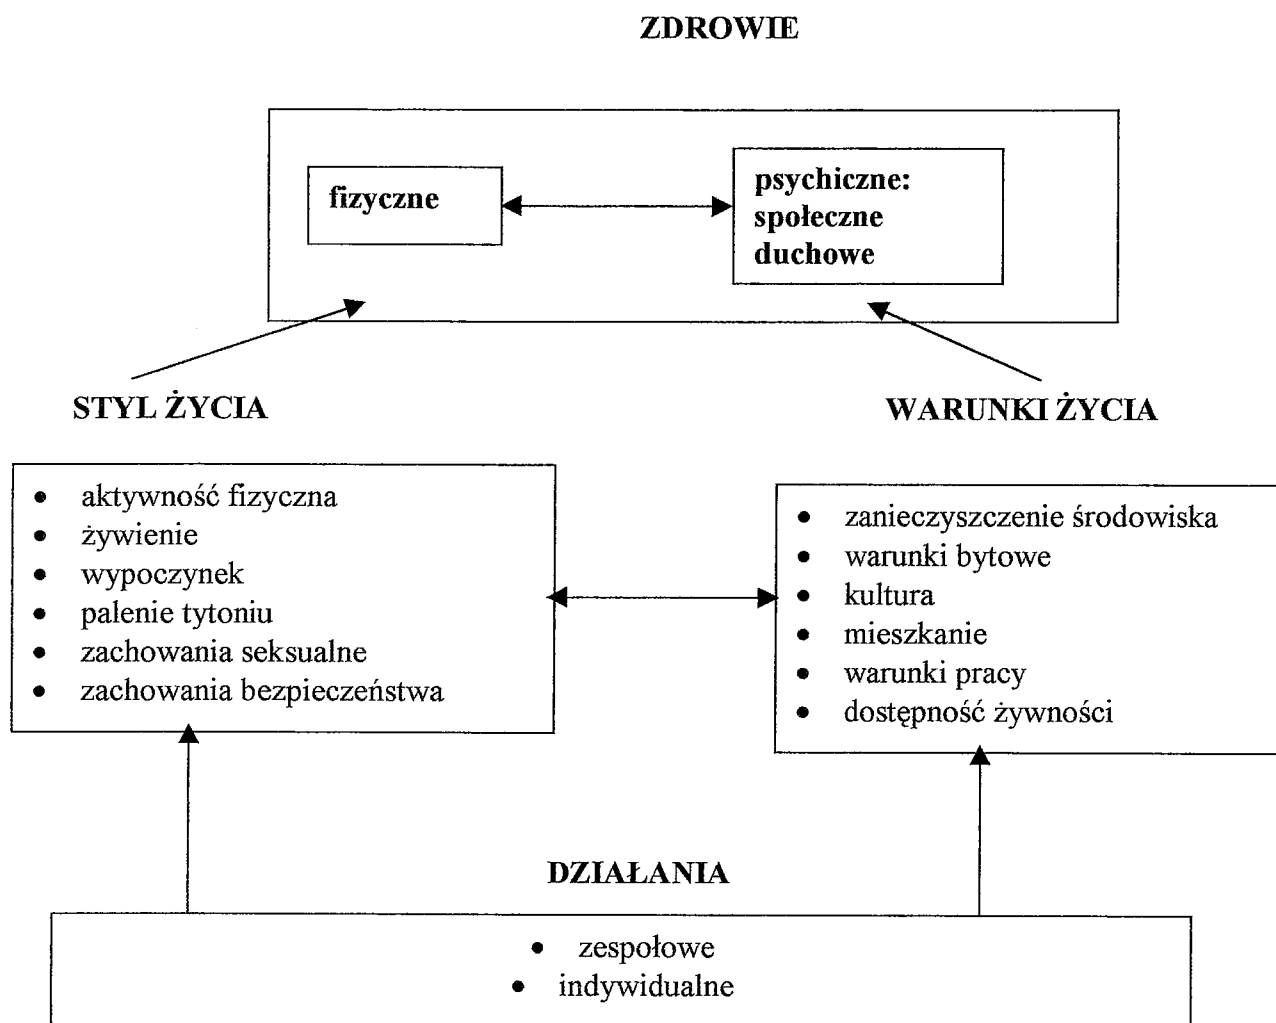 ZDROWIE
fizyczne
psychiczne:
społeczne
duchowe
STYL ŻYCIA
WARUNKI ŻYCIA
• aktywność fizyczna
• żywienie
• wypoczynek
• palenie tytoniu
• zachowania seksualne
• zachowania bezpieczeństwa
• zanieczyszczenie środowiska
• warunki bytowe
• kultura
• mieszkanie
• warunki pracy
• dostępność żywności
DZIAŁANIA
• zespołowe
• indywidualne